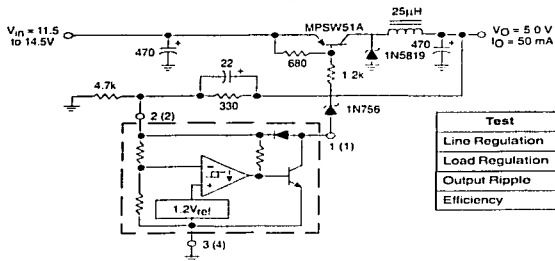 Vin = 11.5
to 14.5V
470
MPSW51A
680
1.2k
25μH
1N5819
470
VO = 5.0 V
IO = 50 mA
4.7k
22
330
1N756
2 (2)
1 (1)
1.2Vref
3 (4)
Test
Line Regulation
Load Regulation
Output Ripple
Efficiency